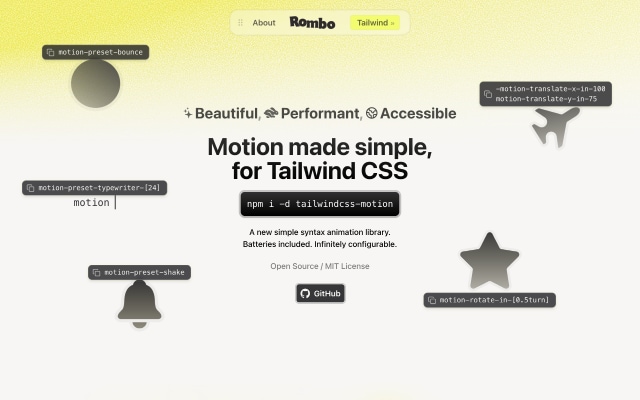 About
Rombo
Tailwind
motion-preset-bounce
-motion-translate-x-in-100
motion-translate-y-in-75
Beautiful, Performant, Accessible
Motion made simple,
for Tailwind CSS
motion-preset-typewriter-[24]
motion
npm i -d tailwindcss-motion
A new simple syntax animation library.
Batteries included. Infinitely configurable.
Open Source / MIT License
motion-preset-shake
GitHub
motion-rotate-in-[0.5turn]